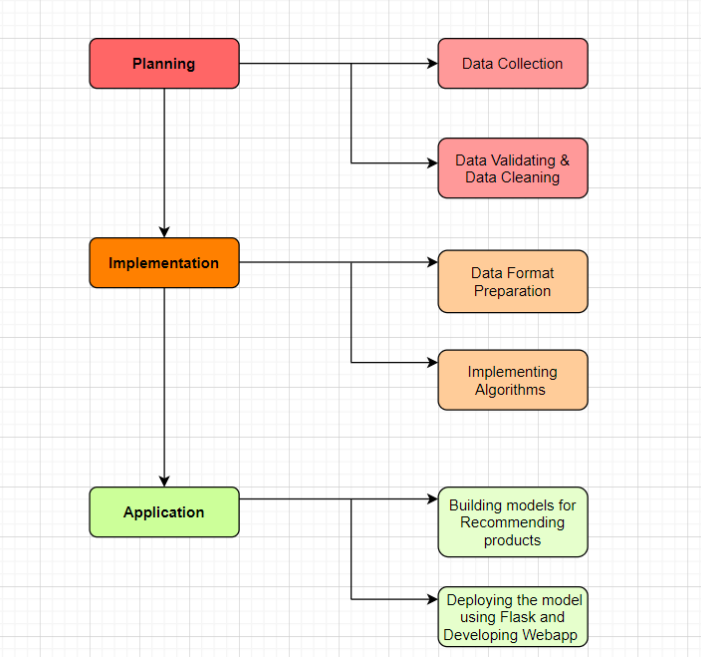 Planning
Data Collection
Data Validating &
Data Cleaning
Implementation
Data Format
Preparation
Implementing
Algorithms
Application
Building models for
Recommending
products
Deploying the model
using Flask and
Developing Webapp